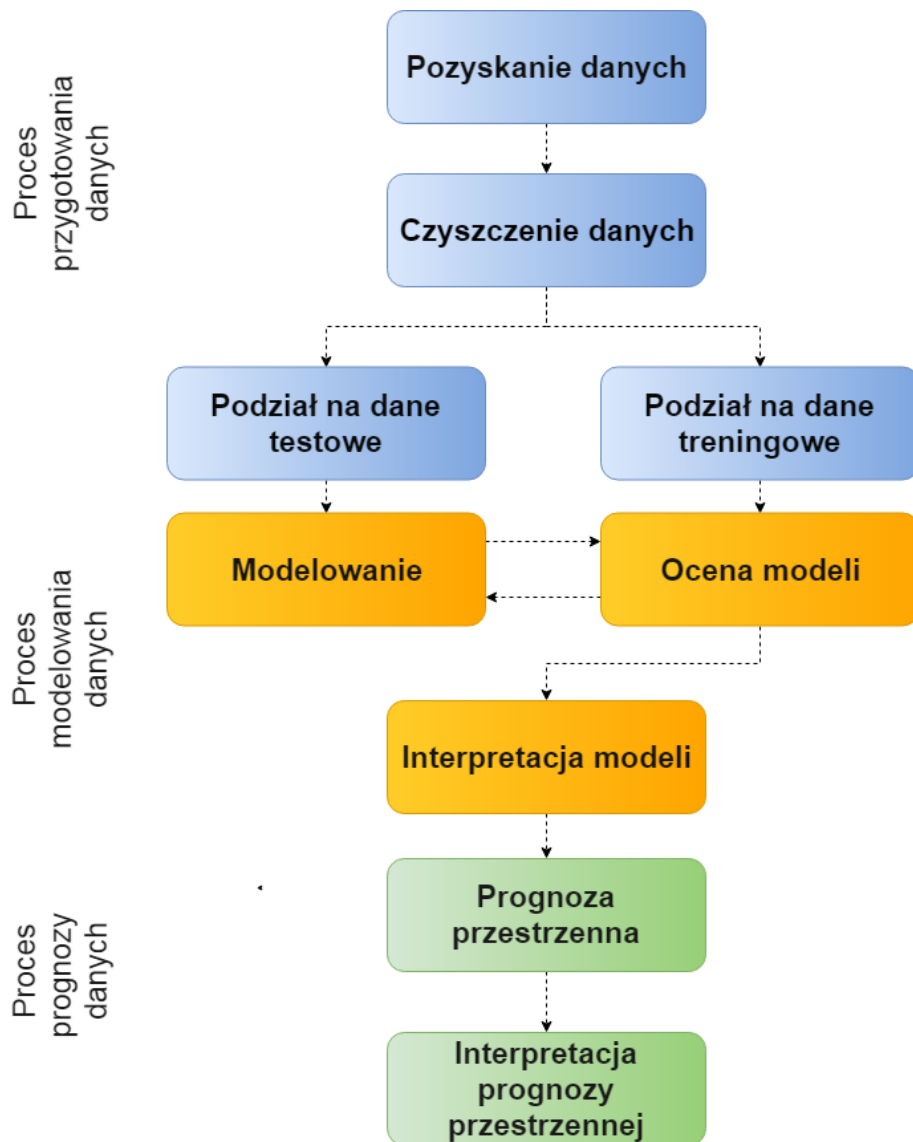 Proces
przygotowania
danych
Pozyskanie danych
Czyszczenie danych
Podział na dane
testowe
Podział na dane
treningowe
Proces
modelowania
danych
Modelowanie
Ocena modeli
Interpretacja modeli
Proces
prognozy
danych
Prognoza
przestrzenna
Interpretacja
prognozy
przestrzennej